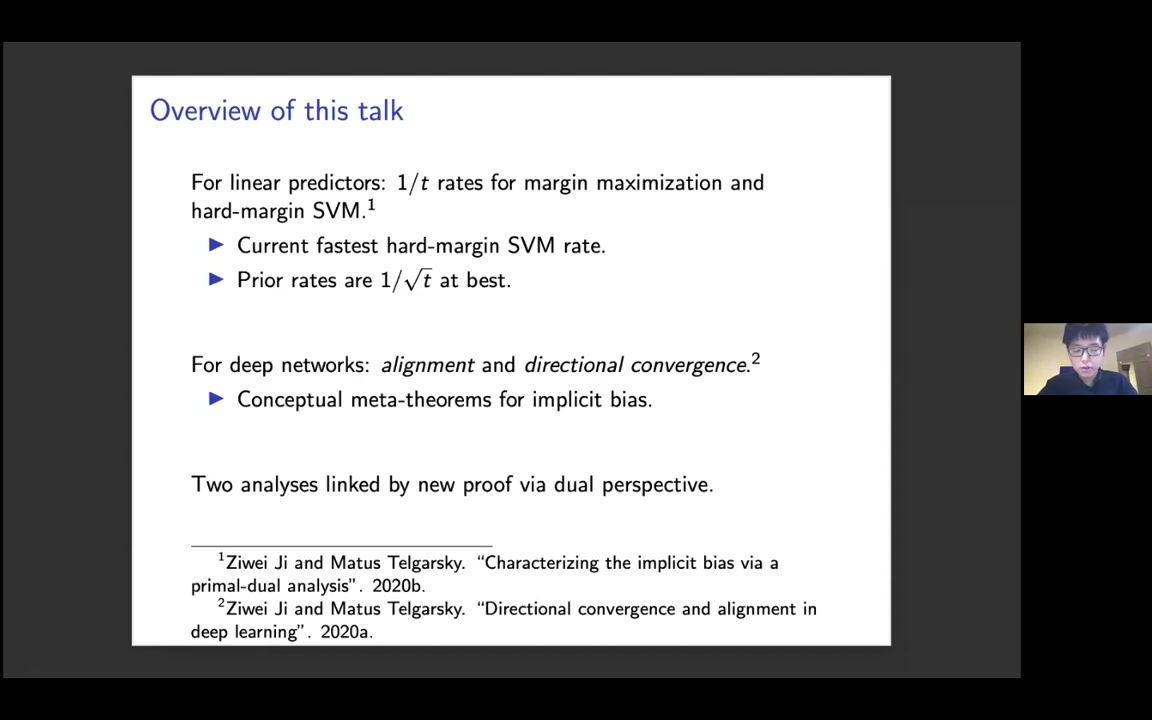 Overview of this talk
For linear predictors: 1/t rates for margin maximization and
hard-margin SVM.¹
▶ Current fastest hard-margin SVM rate.
▶ Prior rates are 1/√t at best.
For deep networks: alignment and directional convergence.²
▶ Conceptual meta-theorems for implicit bias.
Two analyses linked by new proof via dual perspective.
¹Ziwei Ji and Matus Telgarsky. “Characterizing the implicit bias via a
primal-dual analysis”. 2020b.
²Ziwei Ji and Matus Telgarsky. “Directional convergence and alignment in
deep learning”. 2020a.